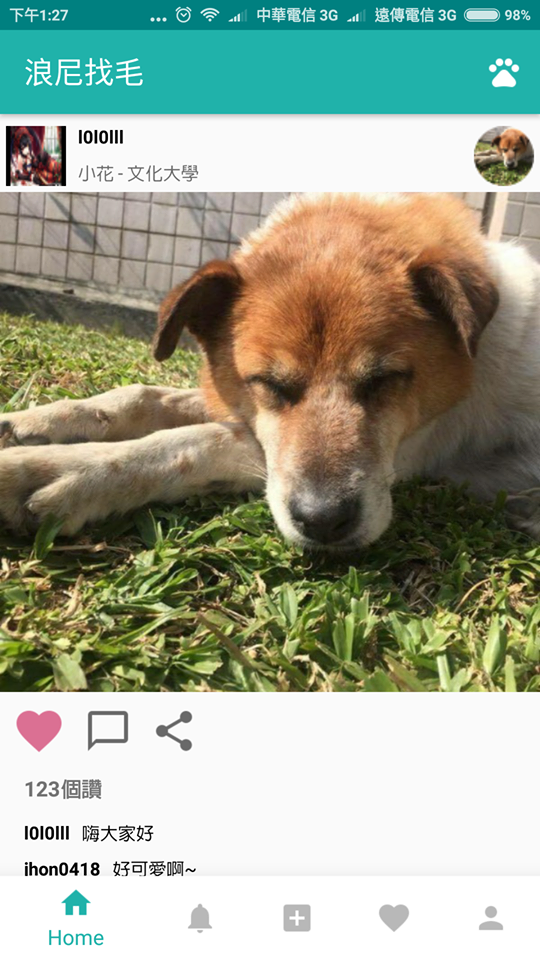 下午1:27 ... 中華電信 3G 遠傳電信 3G 98%
浪尼找毛
IOIOIII
小花 - 文化大學
123個讚
IOIOIII 嗨大家好
jhon0418 好可愛啊~
Home